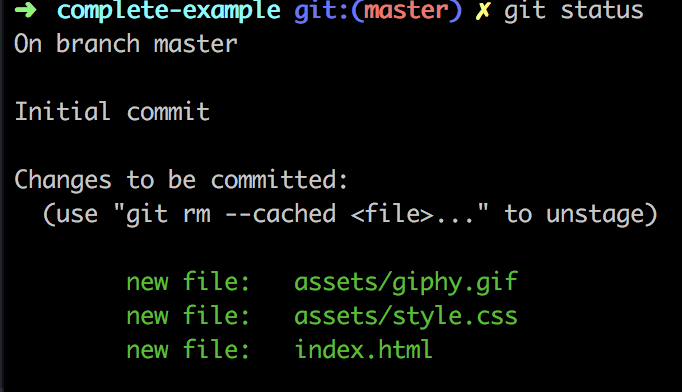 ➜ complete-example git:(master) ✗ git status
On branch master
Initial commit
Changes to be committed:
(use "git rm --cached <file>..." to unstage)
new file: assets/giphy.gif
new file: assets/style.css
new file: index.html